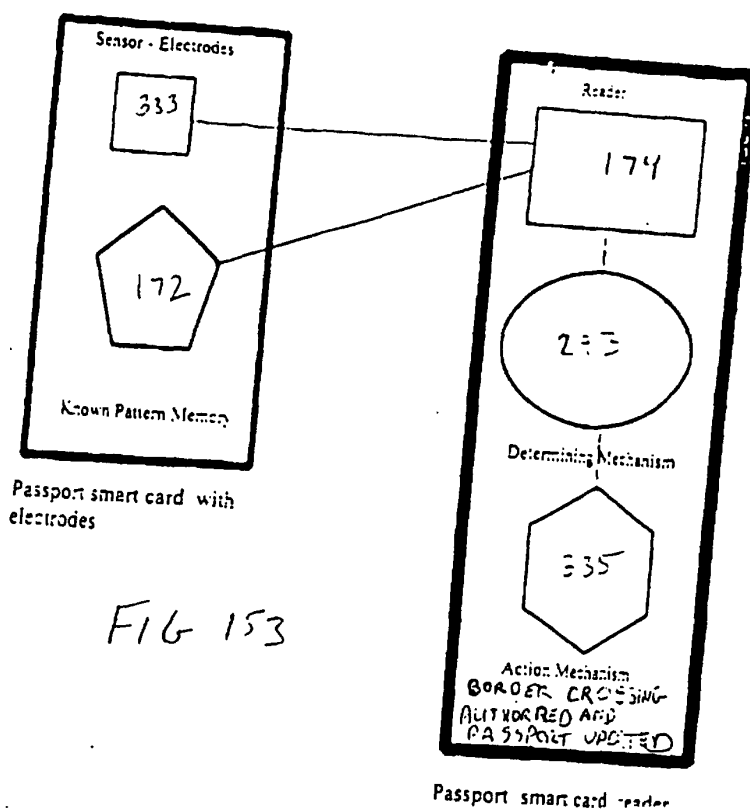 Sensor - Electrodes
333
172
Known Pattern Memory
Passport smart card with
electrodes
FIG 153
Reader
174
Determining Mechanism
335
Action Mechanism
BORDER CROSSING
AUTHORRED AND
PASSPORT UPDATED
Passport smart card reader